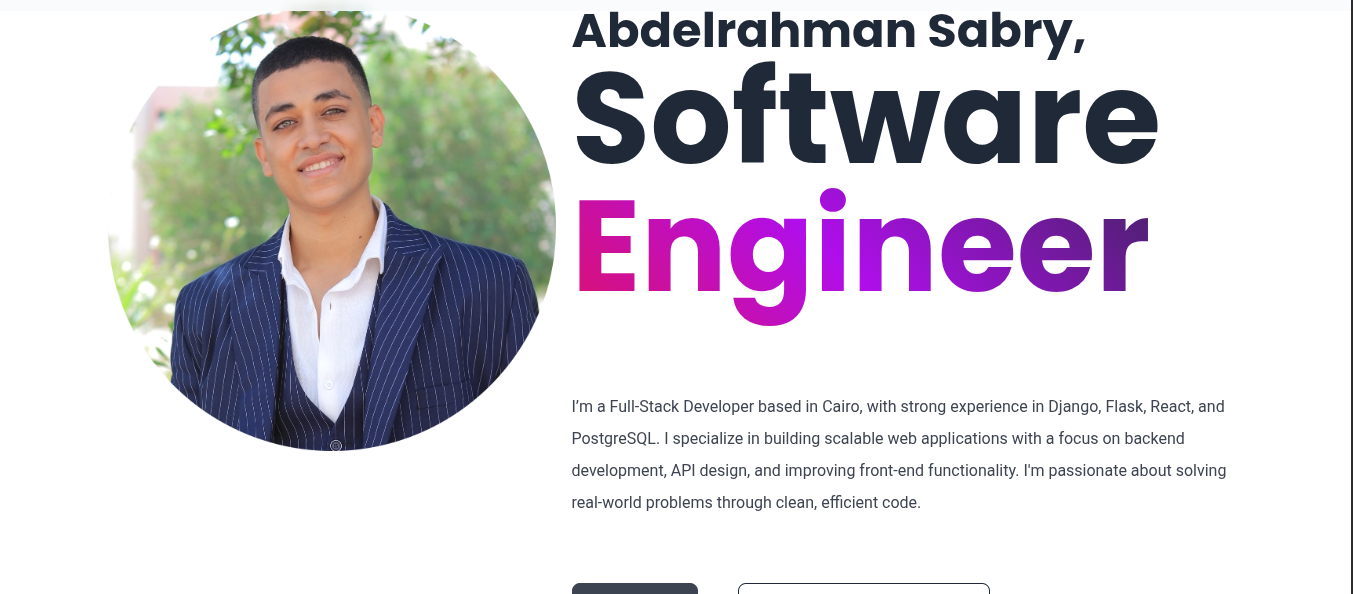 Abdelrahman Sabry,
Software
Engineer
I’m a Full-Stack Developer based in Cairo, with strong experience in Django, Flask, React, and
PostgreSQL. I specialize in building scalable web applications with a focus on backend
development, API design, and improving front-end functionality. I'm passionate about solving
real-world problems through clean, efficient code.